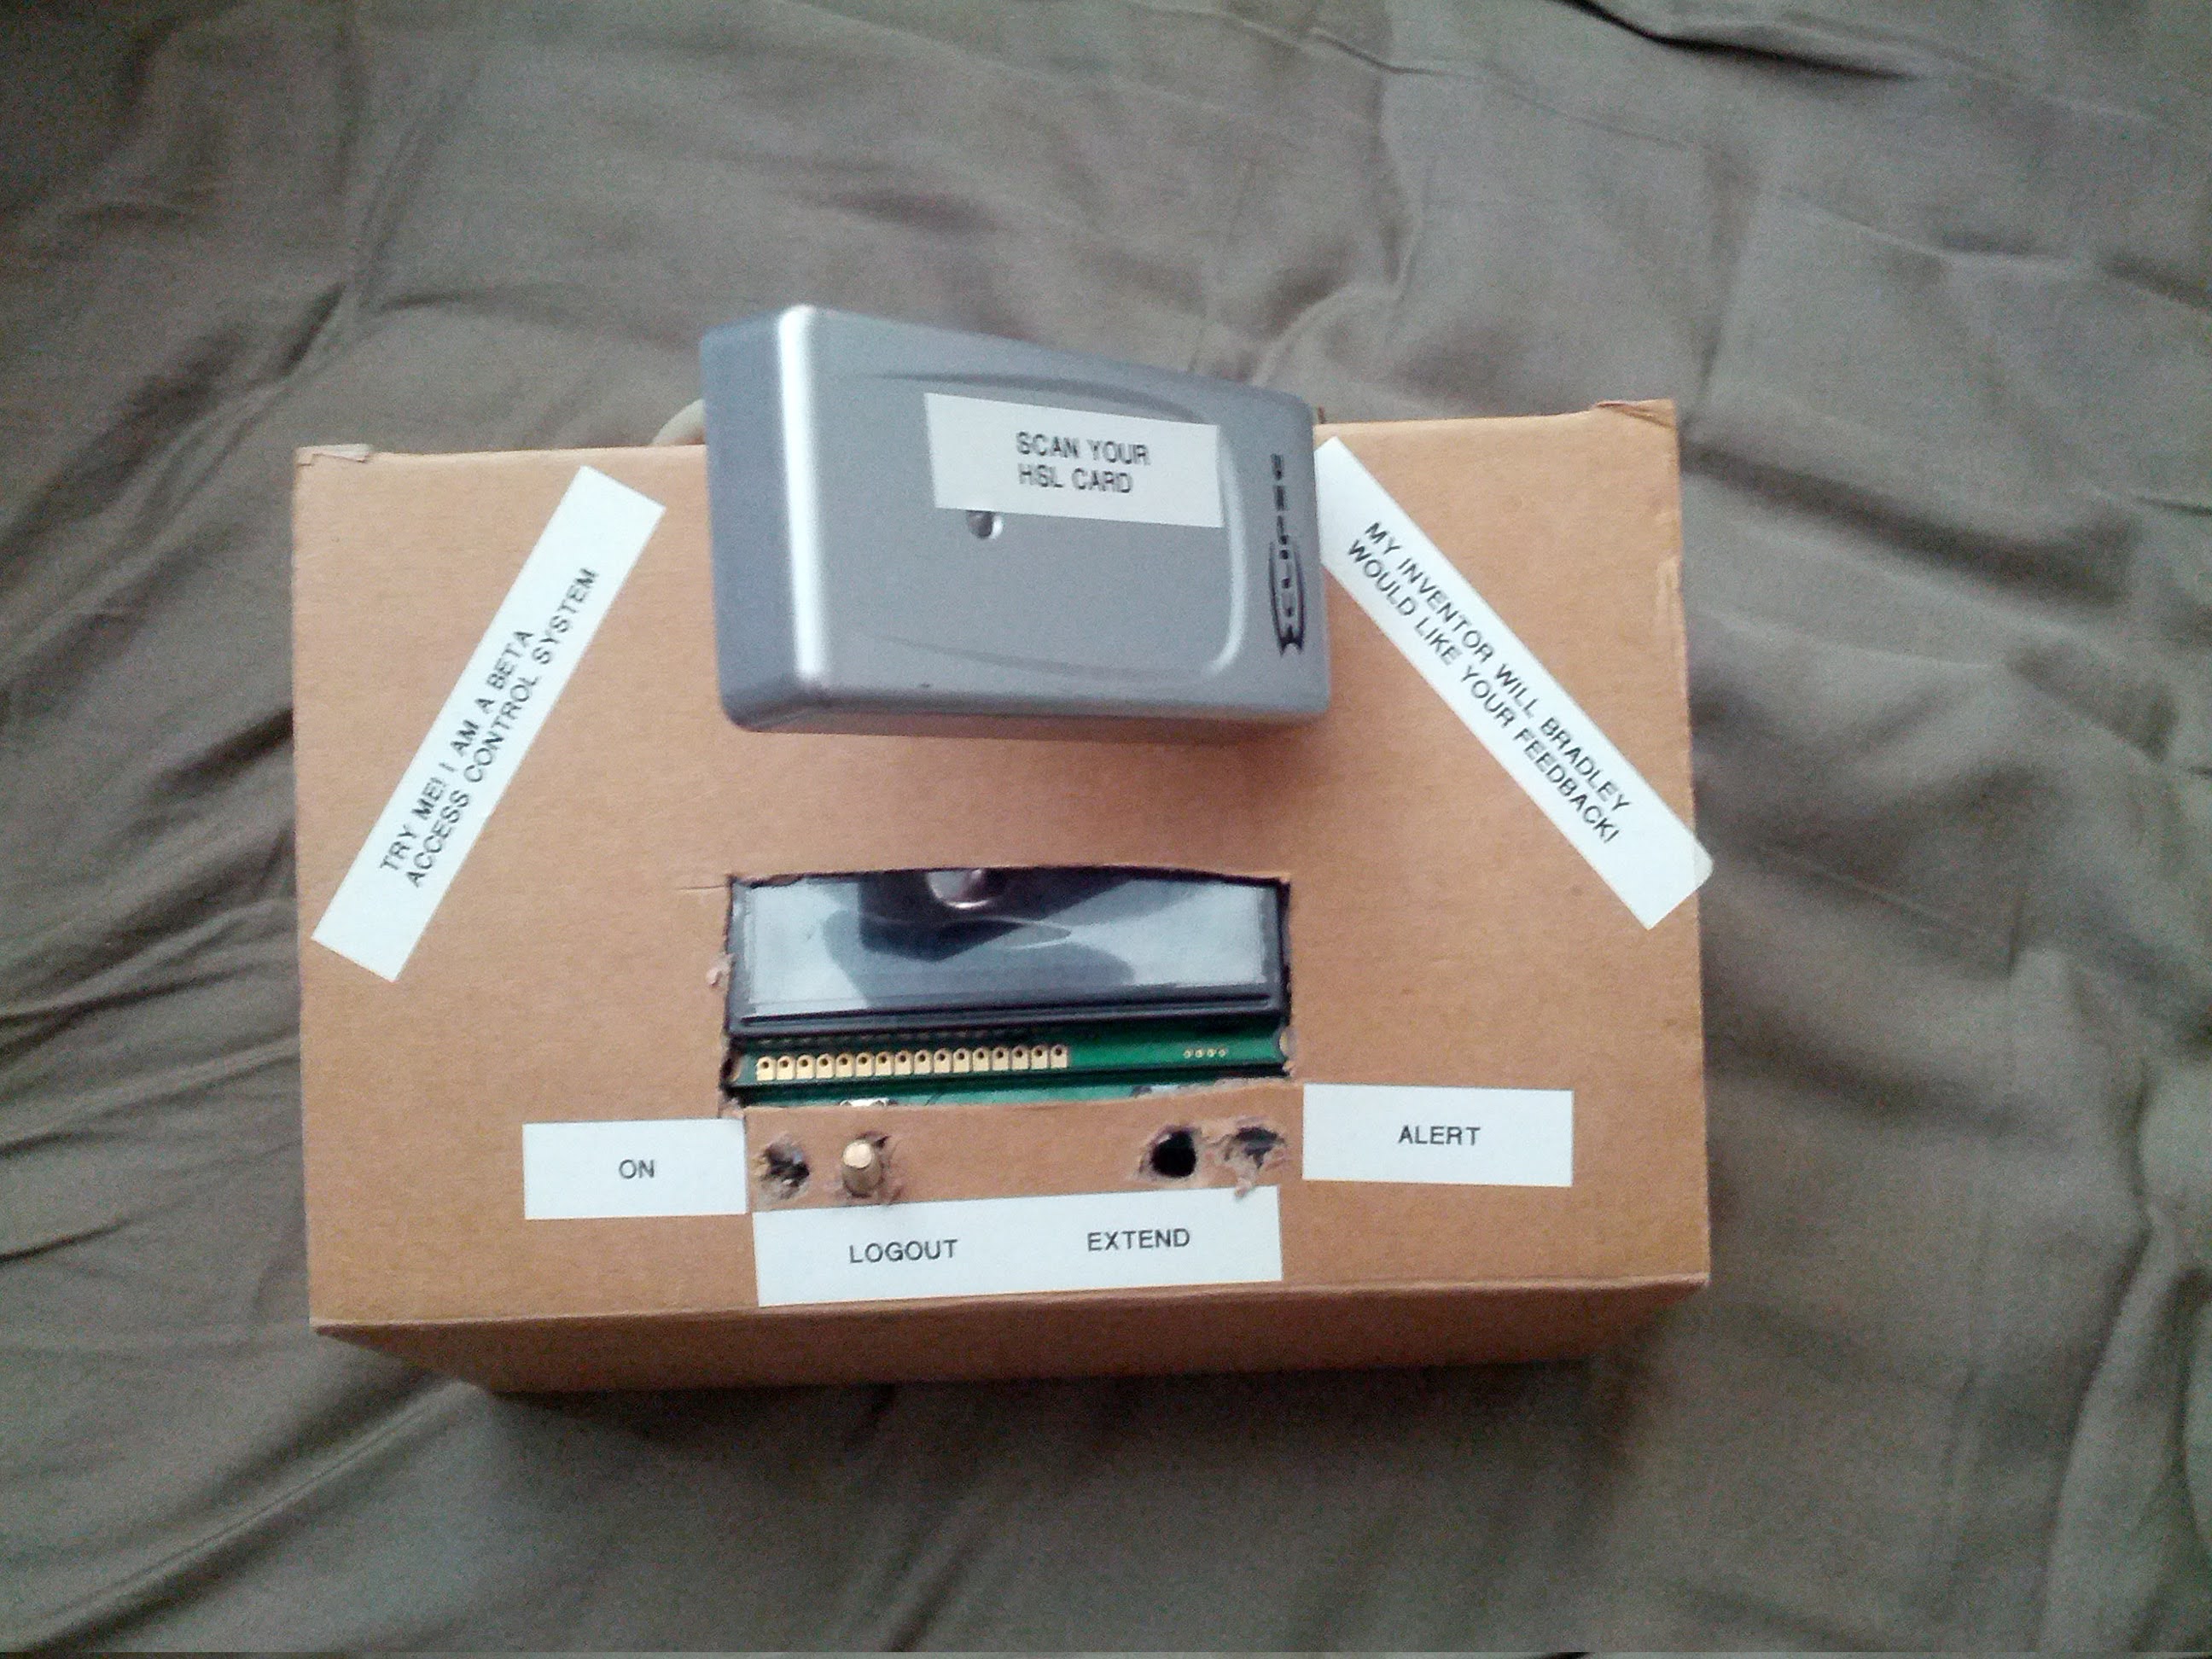 SCAN YOUR
HSL CARD
TRY ME! I AM A BETA
ACCESS CONTROL SYSTEM
MY INVENTOR WILL BRADLEY
WOULD LIKE YOUR FEEDBACK!
ON
ALERT
LOGOUT EXTEND